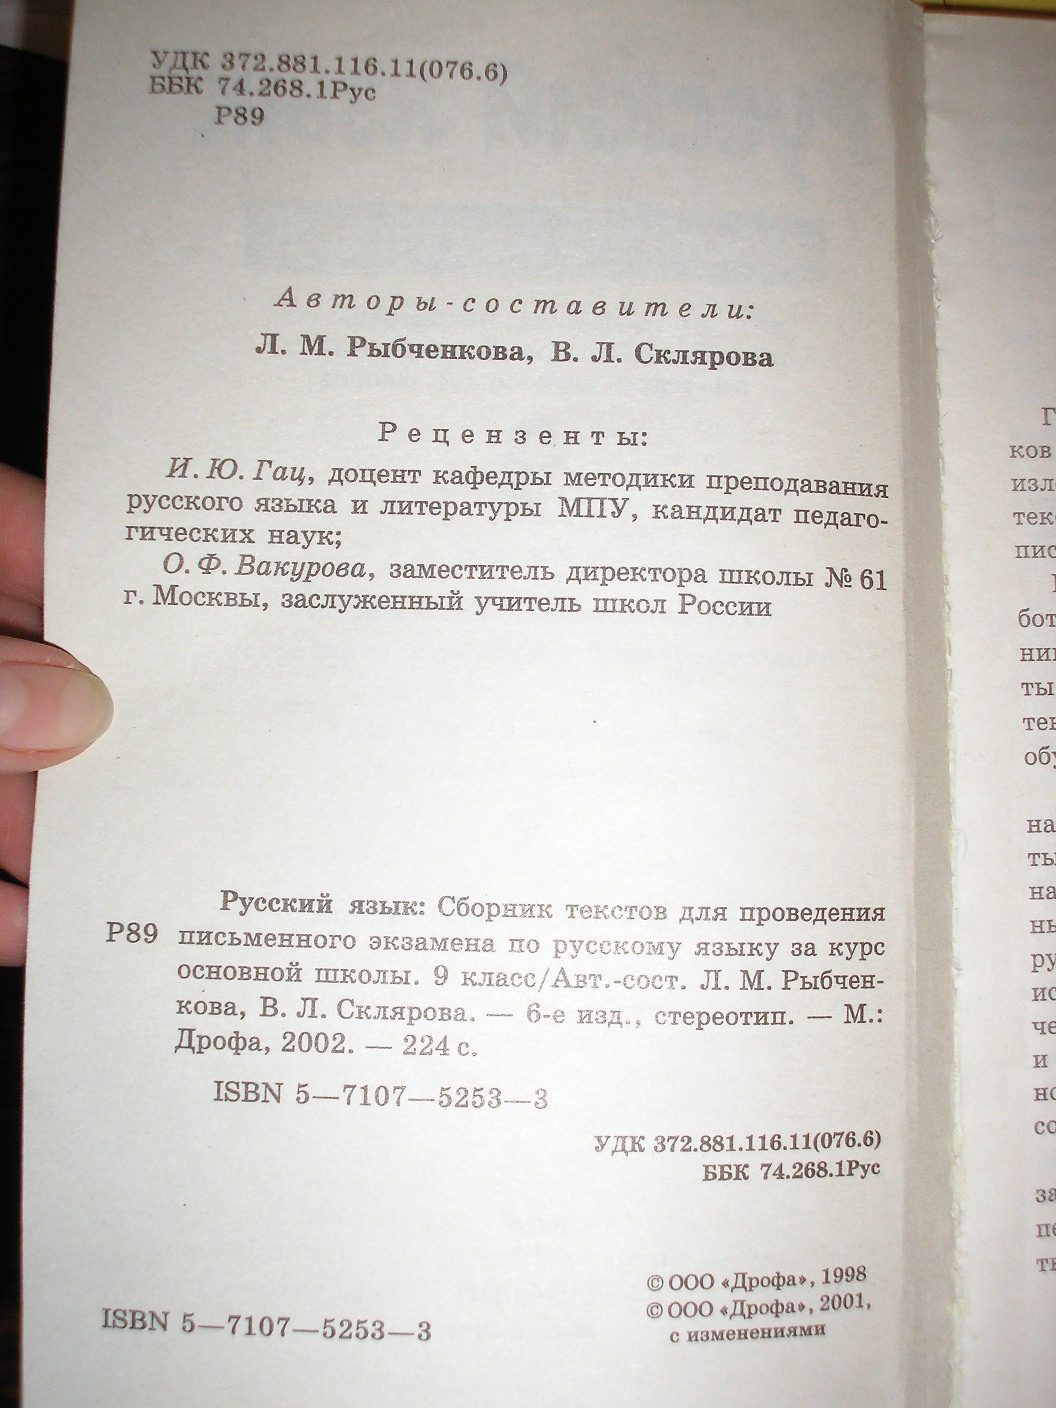 УДК 372.881.116.11(076.6)
ББК 74.268.1Рус
Р89
Авторы-составители:
Л. М. Рыбченкова, В. Л. Склярова
Рецензенты:
И. Ю. Гац, доцент кафедры методики преподавания
русского языка и литературы МПУ, кандидат педаго-
гических наук;
О. Ф. Вакурова, заместитель директора школы № 61
г. Москвы, заслуженный учитель школ России
Русский язык: Сборник текстов для проведения
Р89 письменного экзамена по русскому языку за курс
основной школы. 9 класс/Авт.-сост. Л. М. Рыбчен-
кова, В. Л. Склярова. — 6-е изд., стереотип. — М.:
Дрофа, 2002. — 224 с.
ISBN 5—7107—5253—3
УДК 372.881.116.11(076.6)
ББК 74.268.1Рус
© ООО «Дрофа», 1998
© ООО «Дрофа», 2001,
с изменениями
ISBN 5—7107—5253—3